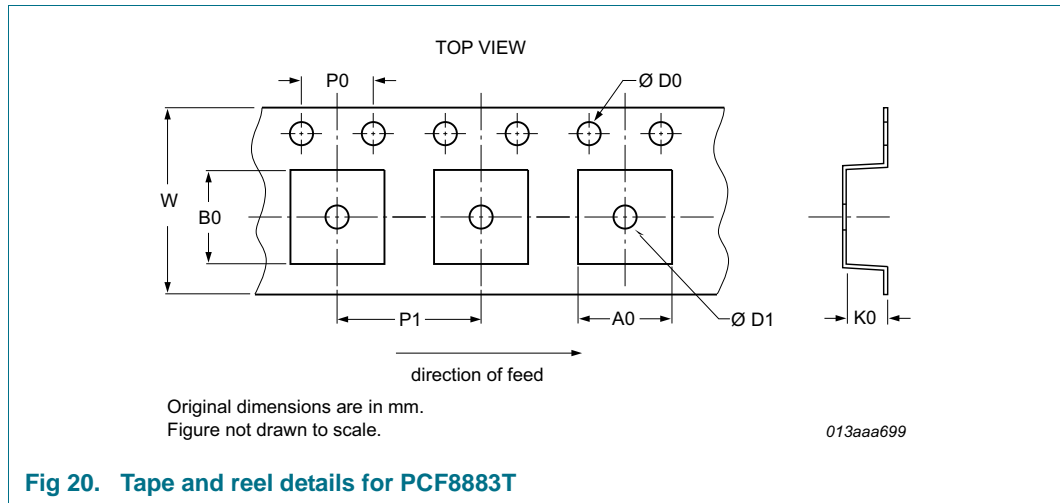 TOP VIEW
P0
Ø D0
W
B0
P1
A0
Ø D1
K0
direction of feed
Original dimensions are in mm.
Figure not drawn to scale.
013aaa699
Fig 20. Tape and reel details for PCF8883T